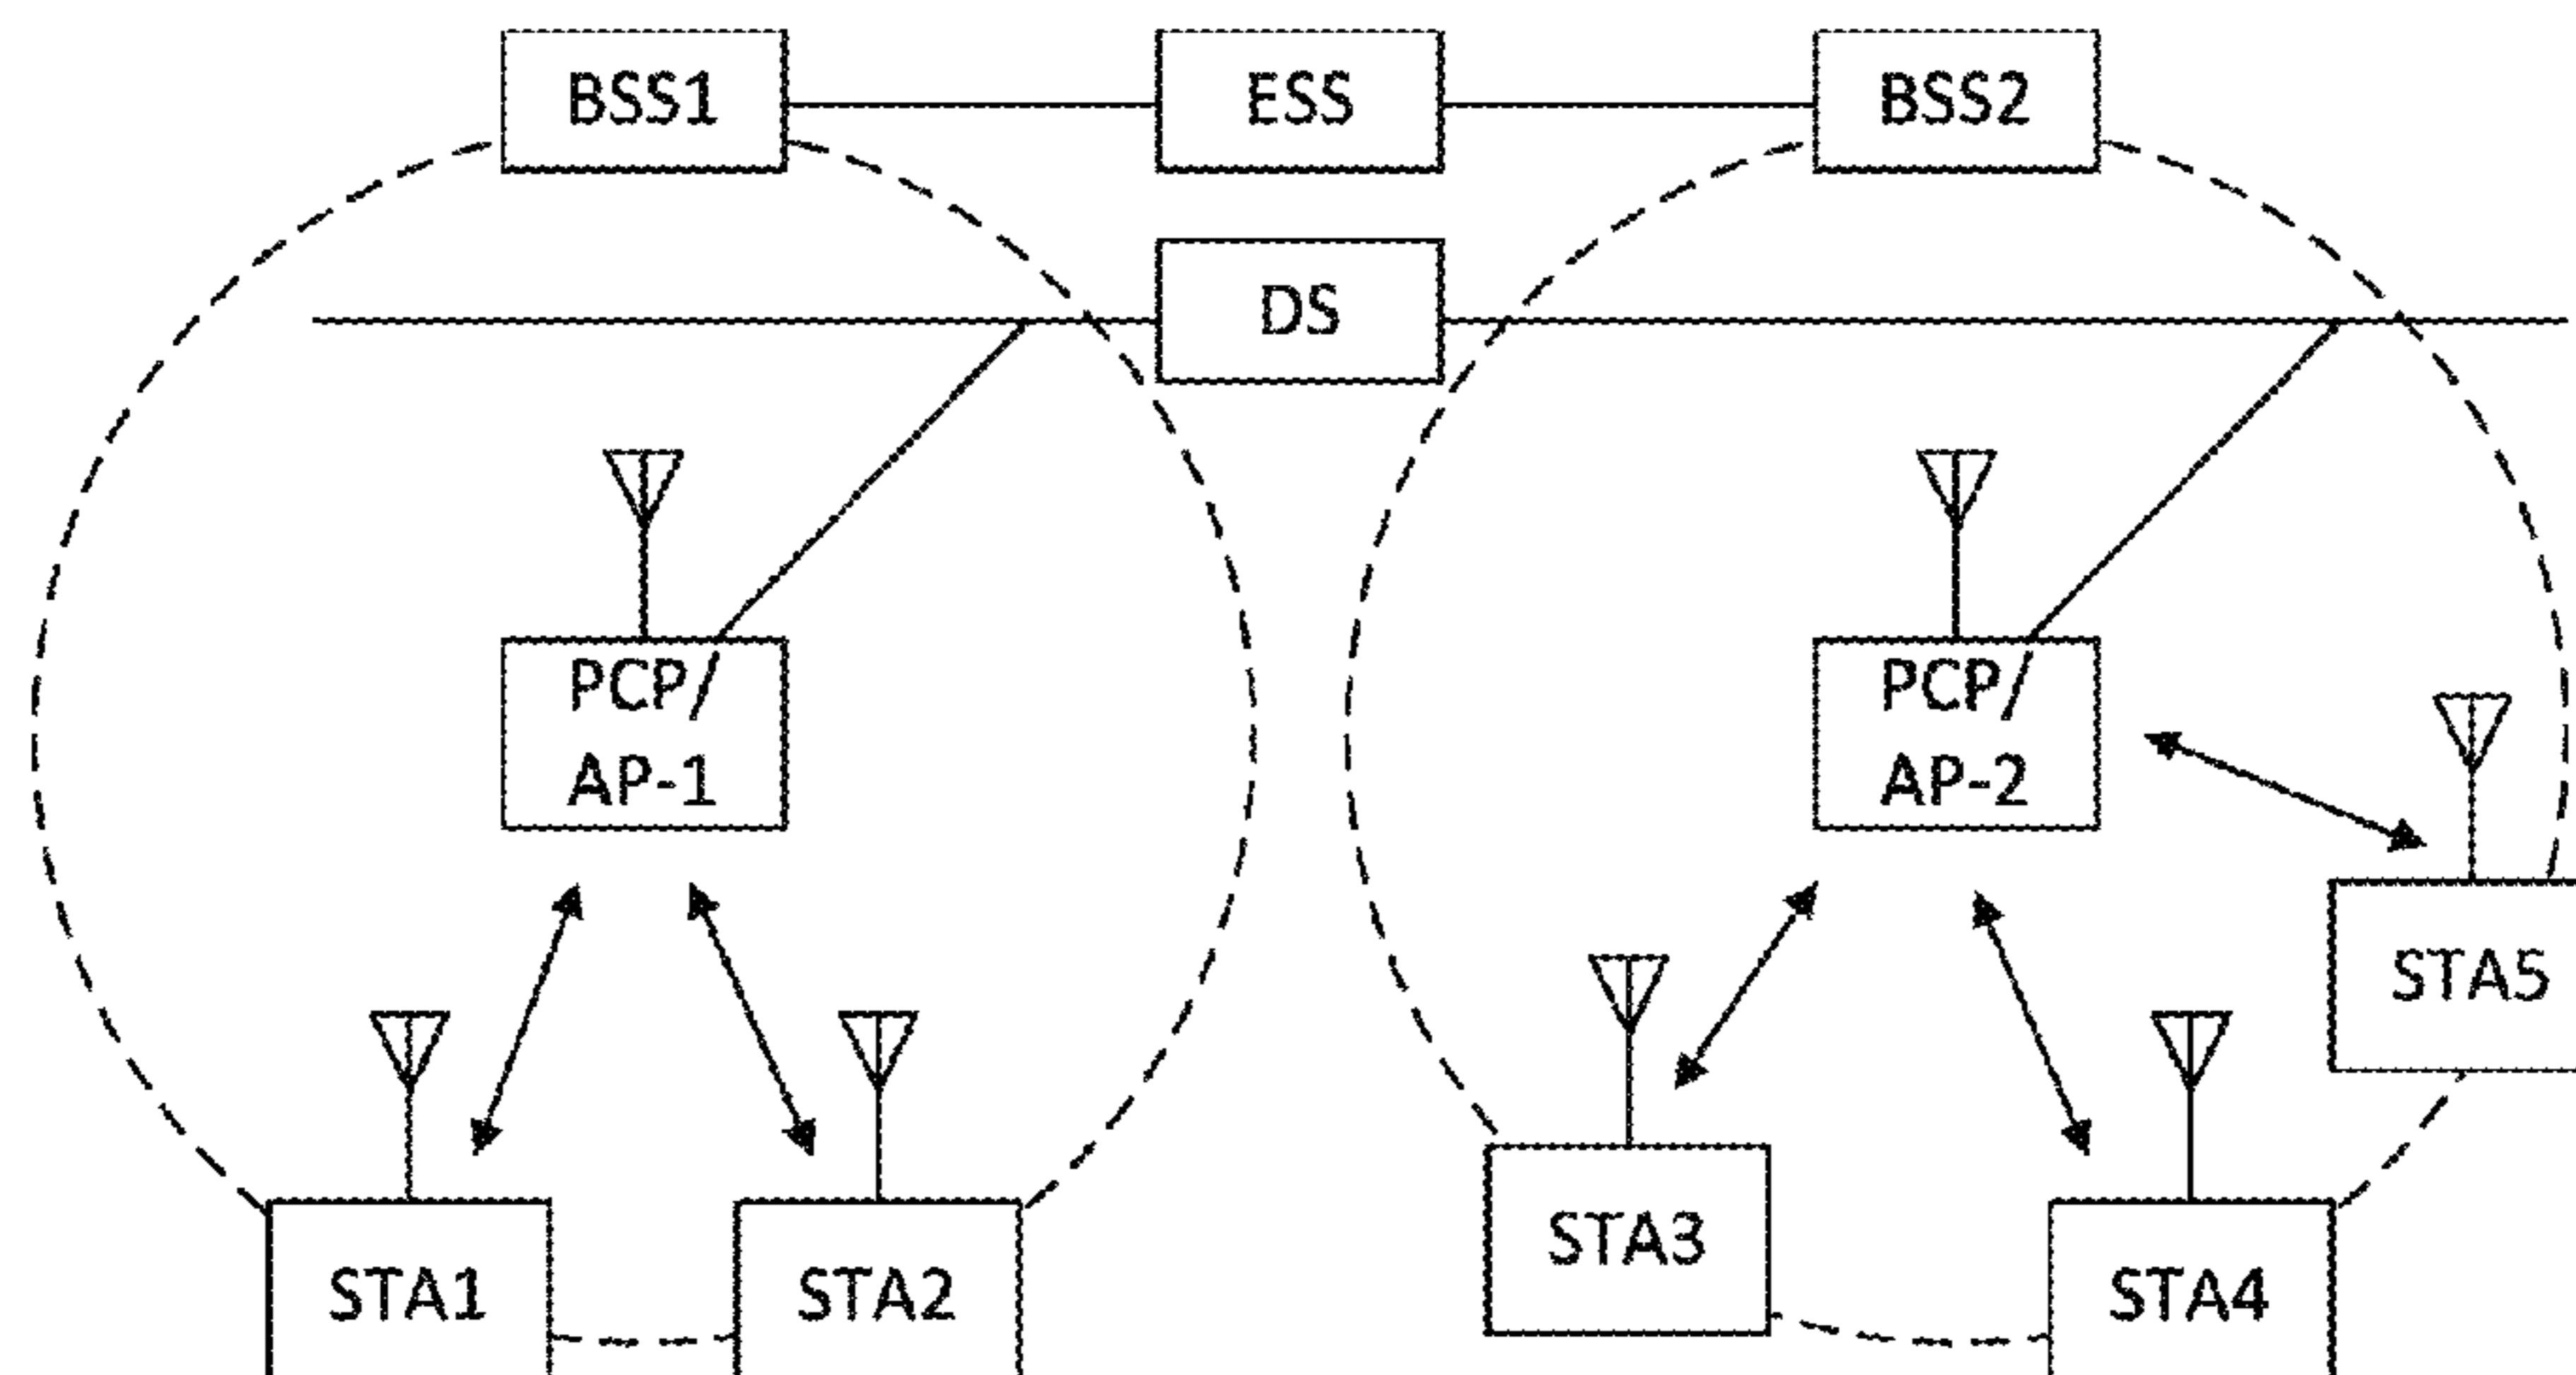 BSS1
ESS
BSS2
DS
PCP/
AP-1
PCP/
AP-2
STA5
STA3
STA1
STA2
STA4